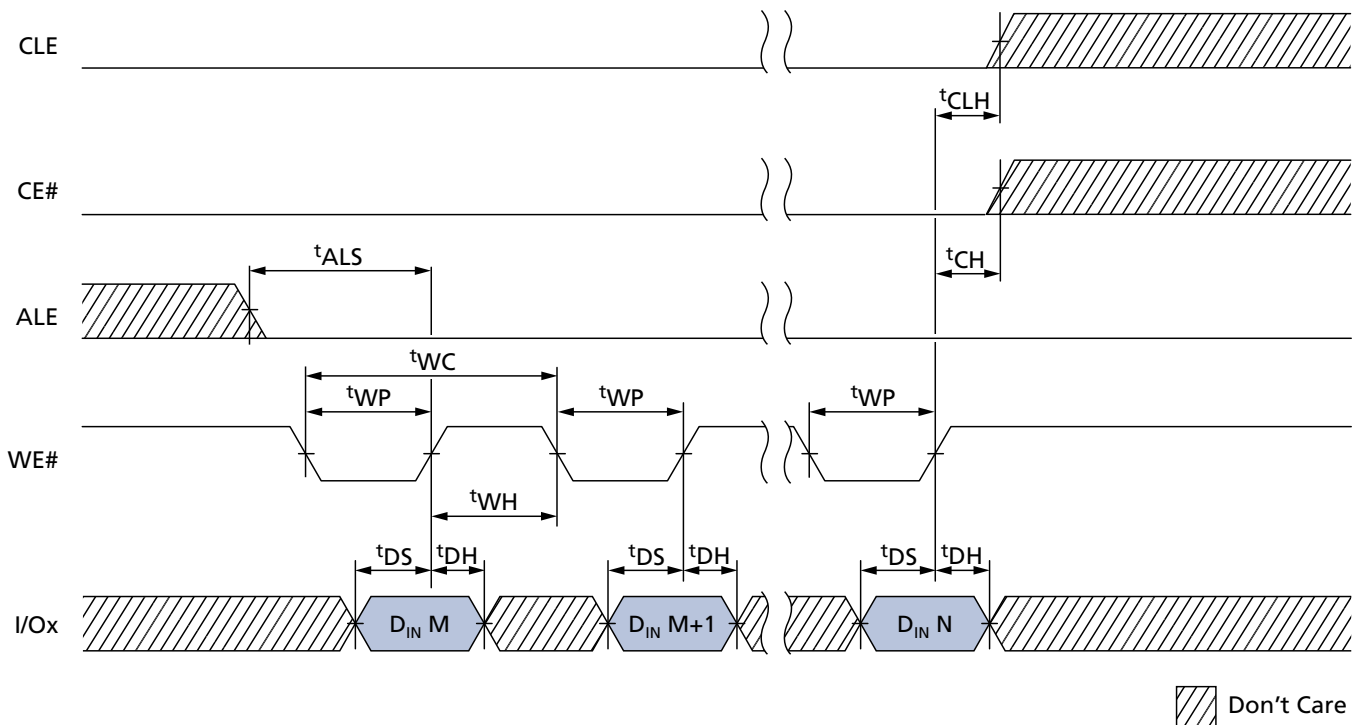 CLE
tCLH
CE#
tALS
tCH
ALE
tWC
tWP tWP tWP
WE#
tWH
tDS tDH tDS tDH tDS tDH
I/Ox DIN M DIN M+1 DIN N
Don't Care